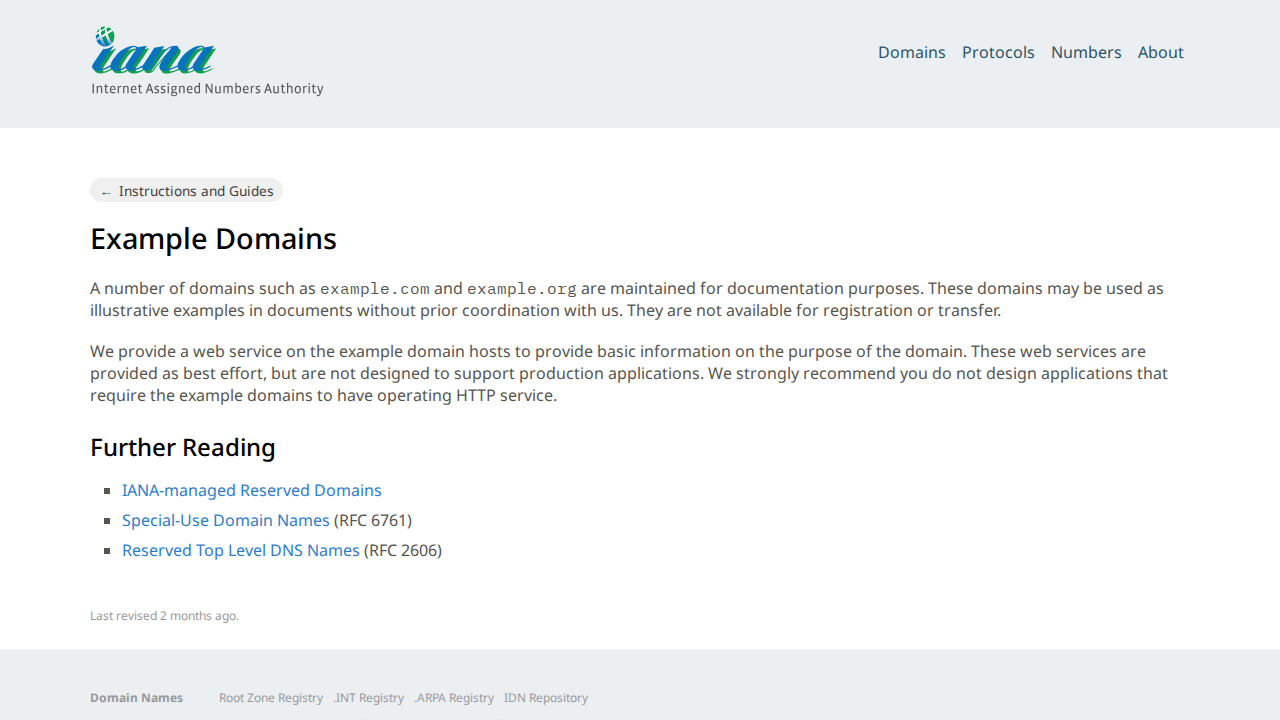 iana
Internet Assigned Numbers Authority
Domains Protocols Numbers About
← Instructions and Guides
Example Domains
A number of domains such as example.com and example.org are maintained for documentation purposes. These domains may be used as
illustrative examples in documents without prior coordination with us. They are not available for registration or transfer.
We provide a web service on the example domain hosts to provide basic information on the purpose of the domain. These web services are
provided as best effort, but are not designed to support production applications. We strongly recommend you do not design applications that
require the example domains to have operating HTTP service.
Further Reading
IANA-managed Reserved Domains
Special-Use Domain Names (RFC 6761)
Reserved Top Level DNS Names (RFC 2606)
Last revised 2 months ago.
Domain Names Root Zone Registry .INT Registry .ARPA Registry IDN Repository